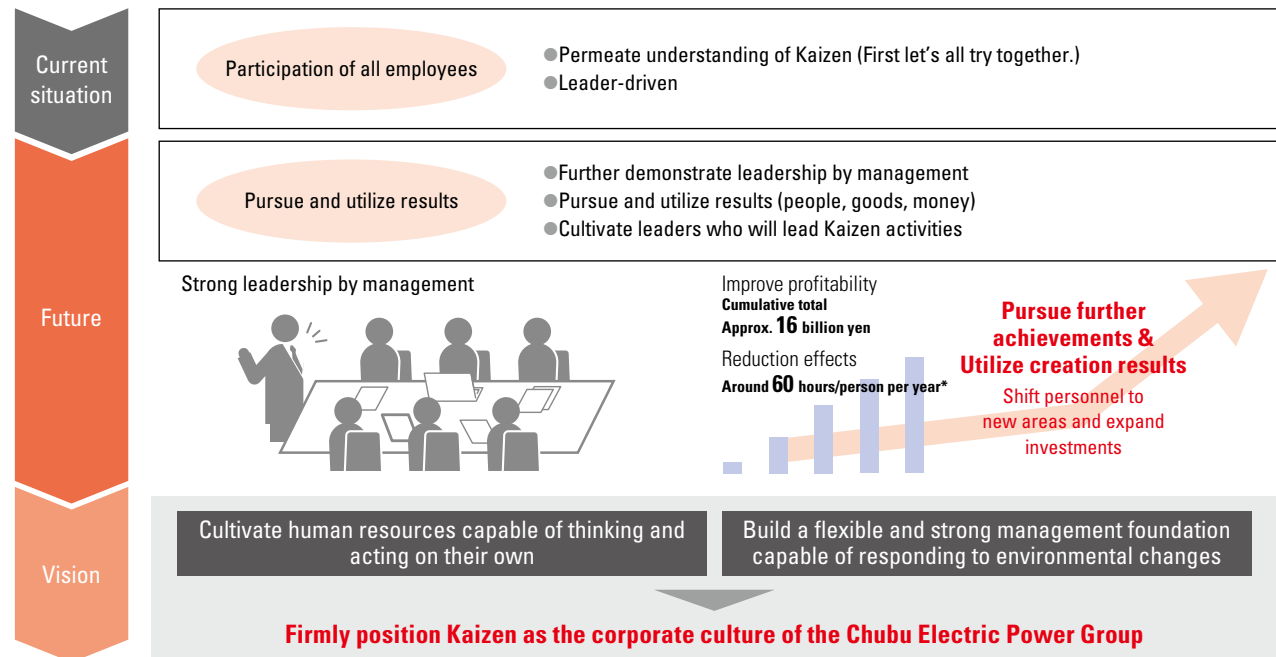 Current
situation
Participation of all employees
●Permeate understanding of Kaizen (First let's all try together.)
●Leader-driven
Future
Pursue and utilize results
●Further demonstrate leadership by management
●Pursue and utilize results (people, goods, money)
●Cultivate leaders who will lead Kaizen activities
Strong leadership by management
Improve profitability
Cumulative total
Approx. 16 billion yen
Reduction effects
Around 60 hours/person per year*
Pursue further
achievements &
Utilize creation results
Shift personnel to
new areas and expand
investments
Vision
Cultivate human resources capable of thinking and
acting on their own
Build a flexible and strong management foundation
capable of responding to environmental changes
Firmly position Kaizen as the corporate culture of the Chubu Electric Power Group